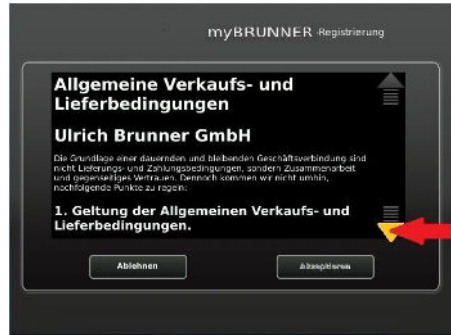 myBRUNNER -Registrierung
Allgemeine Verkaufs- und
Lieferbedingungen
Ulrich Brunner GmbH
Die Grundlage einer dauernden und bleibenden Geschäftsverbindung sind
nicht Lieferungs- und Zahlungsbedingungen, sondern Zusammenarbeit
und gegenseitiges Vertrauen. Dennoch kommen wir nicht umhin,
nachfolgende Punkte zu regeln:
1. Geltung der Allgemeinen Verkaufs- und
Lieferbedingungen.
Ablehnen
Akzeptieren